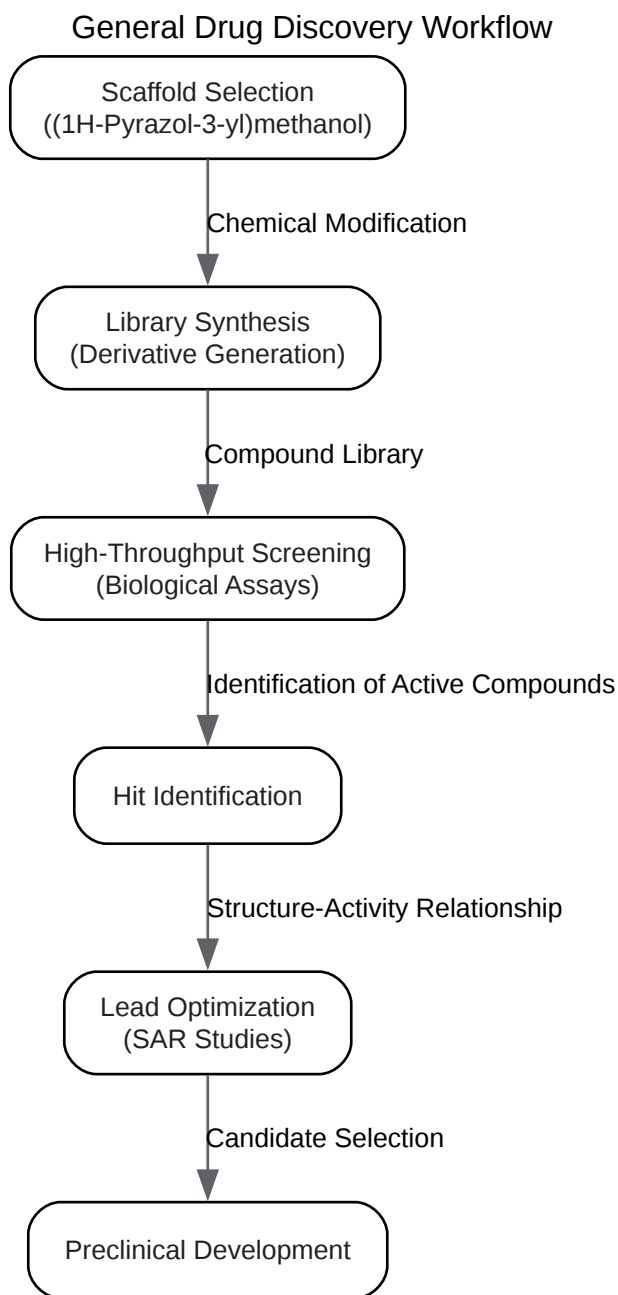 General Drug Discovery Workflow
Scaffold Selection
((1H-Pyrazol-3-yl)methanol)
Chemical Modification
Library Synthesis
(Derivative Generation)
Compound Library
High-Throughput Screening
(Biological Assays)
Identification of Active Compounds
Hit Identification
Structure-Activity Relationship
Lead Optimization
(SAR Studies)
Candidate Selection
Preclinical Development